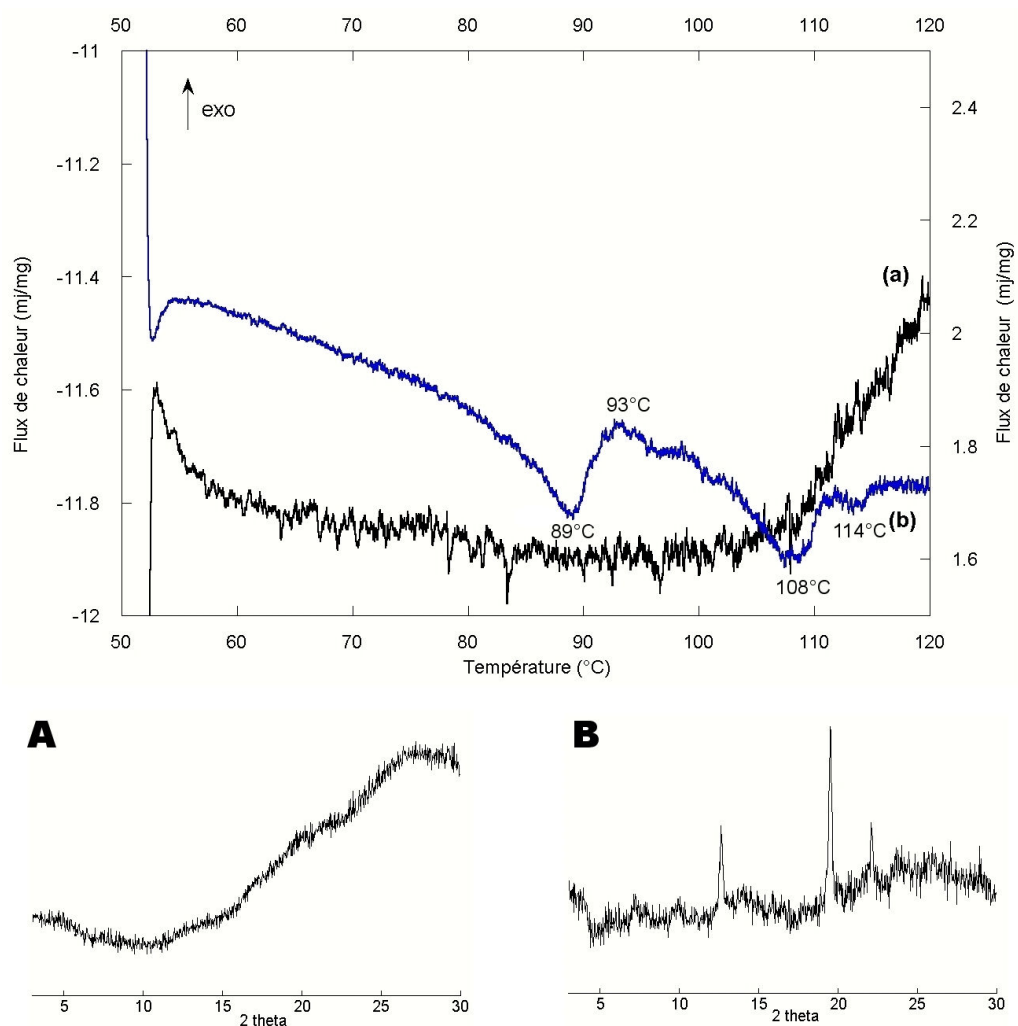 50 60 70 80 90 100 110 120
-11
exo
2.4
-11.2
2.2
Flux de chaleur (mj/mg)
Flux de chaleur (mj/mg)
(a)
-11.4
2
-11.6
93°C
1.8
-11.8
(b)
89°C
114°C
1.6
108°C
-12
50 60 70 80 90 100 110 120
Température (°C)
A
B
5 10 15 20 25 30
2 theta
5 10 15 20 25 30
2 theta